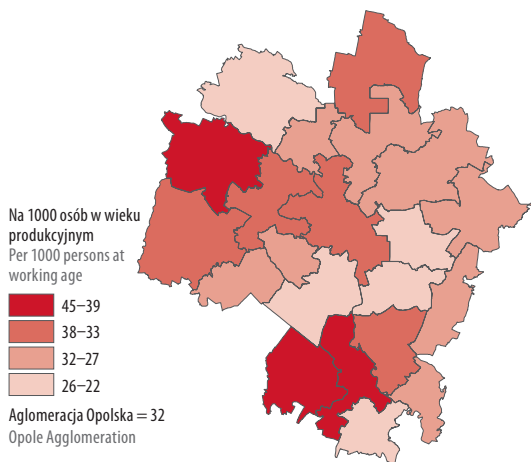 Na 1000 osób w wieku
produkcyjnym
Per 1000 persons at
working age
45–39
38–33
32–27
26–22
Aglomeracja Opolska = 32
Opole Agglomeration